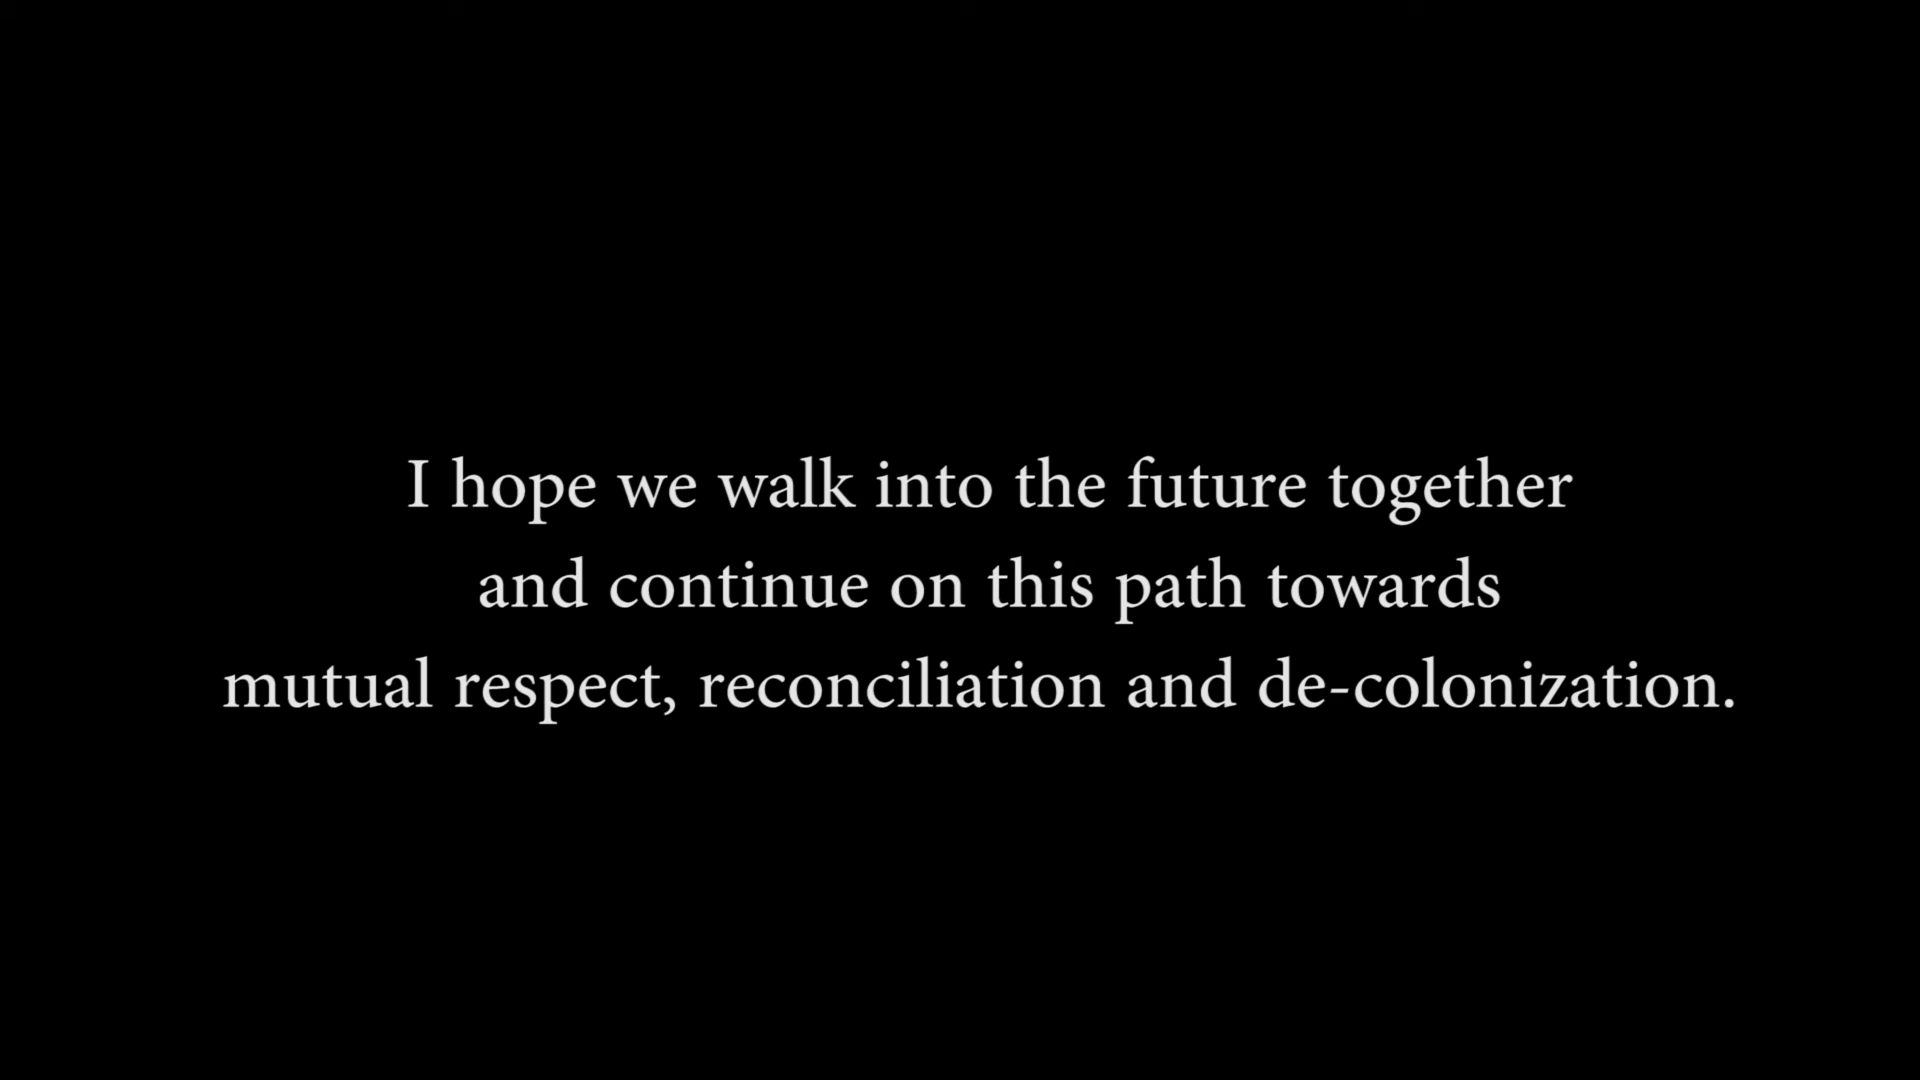 I hope we walk into the future together
and continue on this path towards
mutual respect, reconciliation and de-colonization.